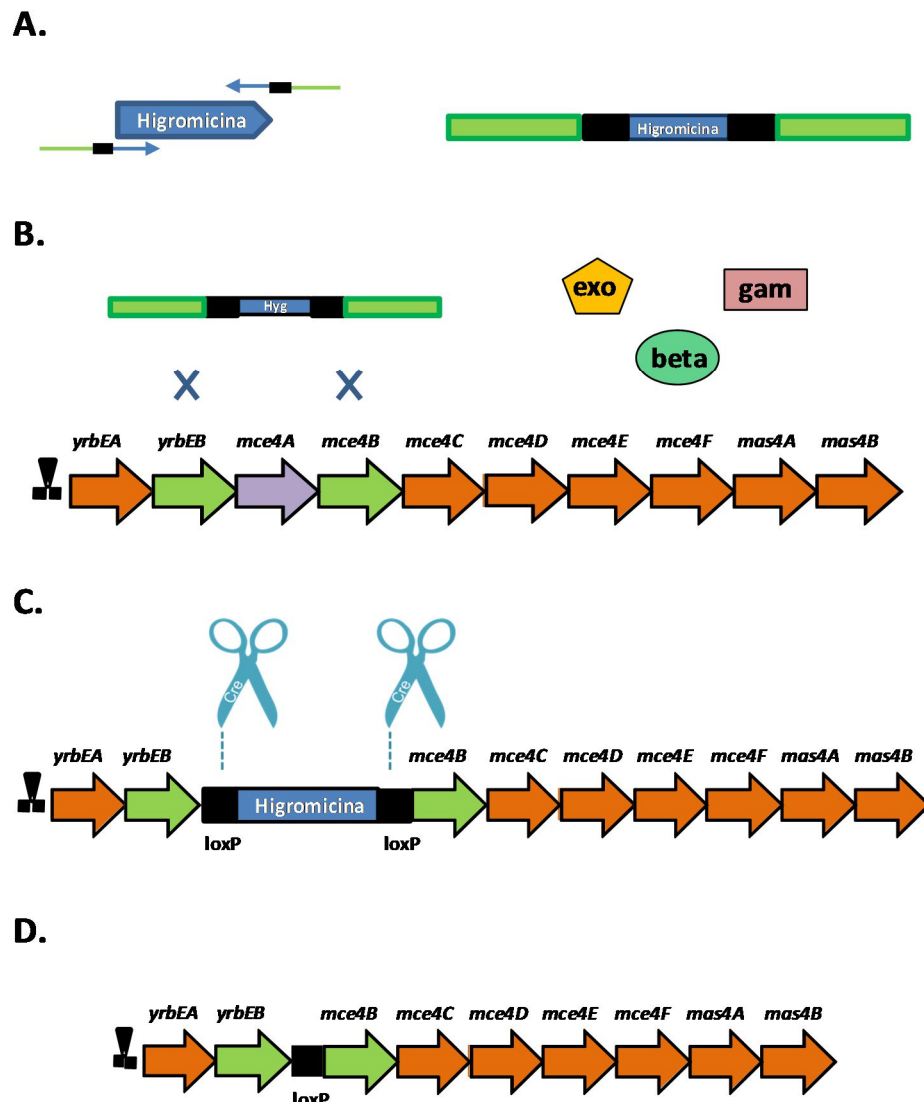 A.
Higromicina
Higromicina
B.
Hyg
exo
gam
beta
X X
yrbEA yrbEB mce4A mce4B mce4C mce4D mce4E mce4F mas4A mas4B
C.
Cre Cre
yrbEA yrbEB mce4B mce4C mce4D mce4E mce4F mas4A mas4B
Higromicina
loxP loxP
D.
yrbEA yrbEB mce4B mce4C mce4D mce4E mce4F mas4A mas4B
loxP